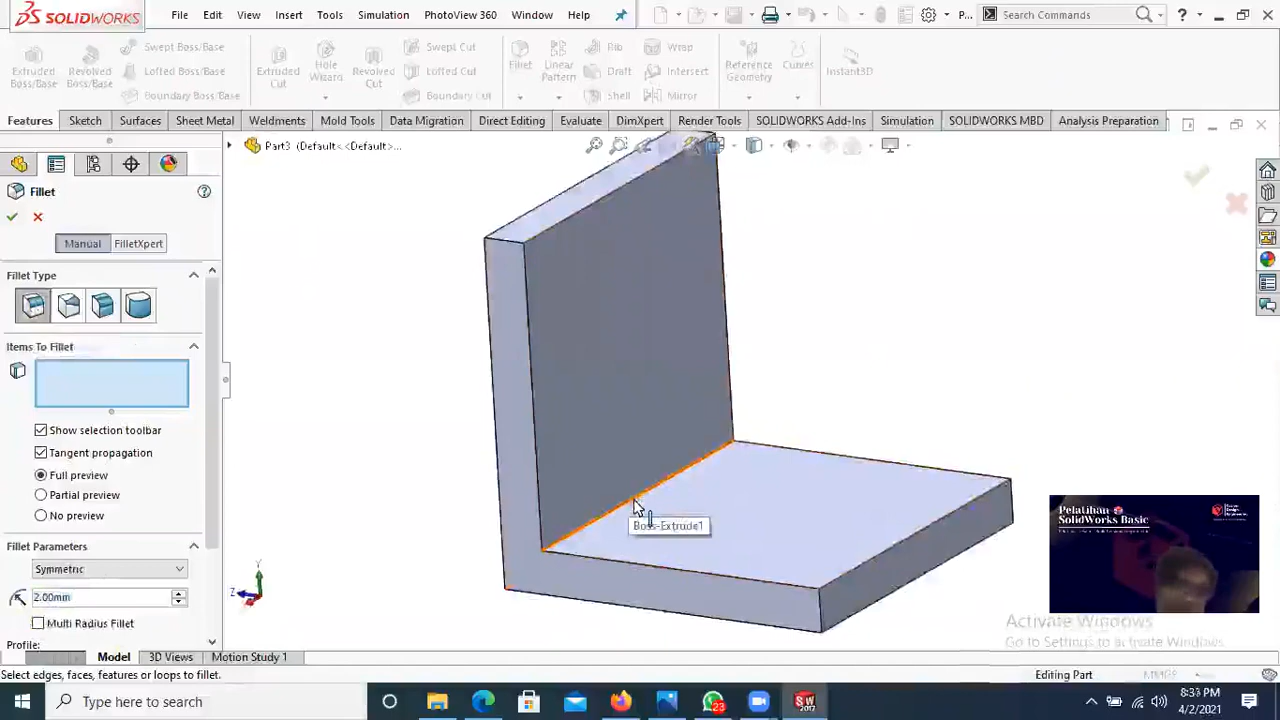 SOLIDWORKS
File Edit View Insert Tools Simulation PhotoView 360 Window Help
P... Search Commands
Extruded Boss/Base
Revolved Boss/Base
Swept Boss/Base
Lofted Boss/Base
Boundary Boss/Base
Extruded Cut
Hole Wizard
Revolved Cut
Swept Cut
Lofted Cut
Boundary Cut
Fillet
Linear Pattern
Rib
Draft
Shell
Wrap
Intersect
Mirror
Reference Geometry
Curves
Instant3D
Features Sketch Surfaces Sheet Metal Weldments Mold Tools Data Migration Direct Editing Evaluate DimXpert Render Tools SOLIDWORKS Add-Ins Simulation SOLIDWORKS MBD Analysis Preparation
Part3 (Default< <Default>...
Fillet
Manual FilletXpert
Fillet Type
Items To Fillet
Show selection toolbar
Tangent propagation
Full preview
Partial preview
No preview
Fillet Parameters
Symmetric
2.00mm
Multi Radius Fillet
Profile:
Boss-Extrude1
Y
Z
Pelatihan
SolidWorks Basic
Activate Windows
Go to Settings to activate Windows.
Model 3D Views Motion Study 1
Select edges, faces, features or loops to fillet.
Editing Part MMGS
Type here to search
23
SW
2017
8:33 PM
4/2/2021